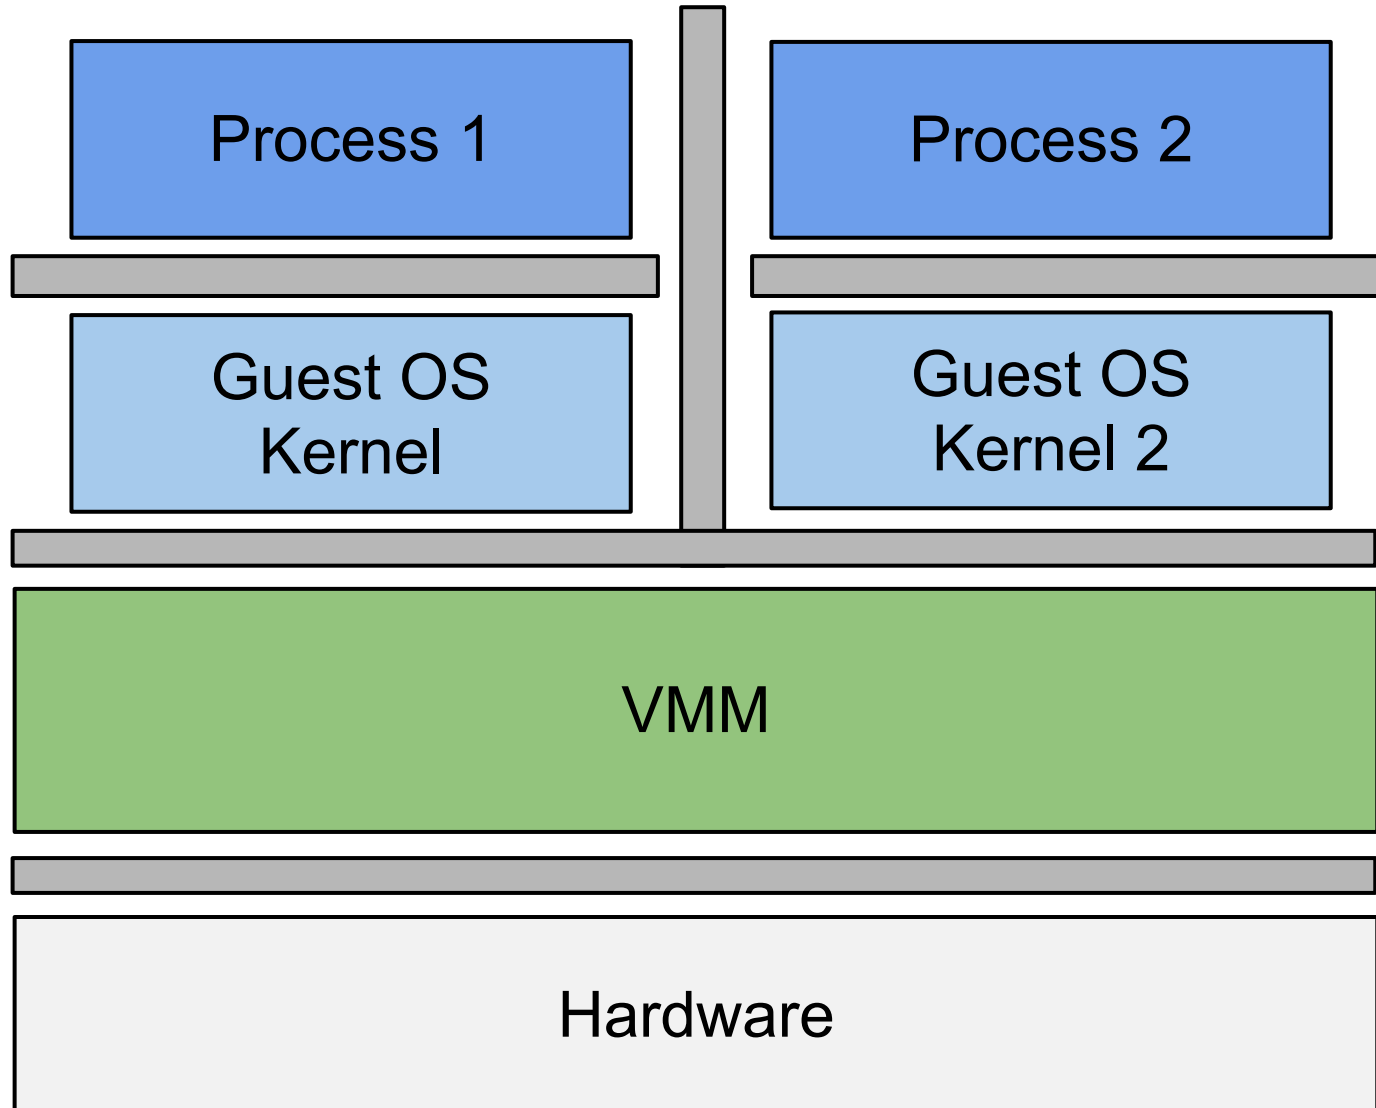 Process 1
Process 2
Guest OS
Kernel
Guest OS
Kernel 2
VMM
Hardware